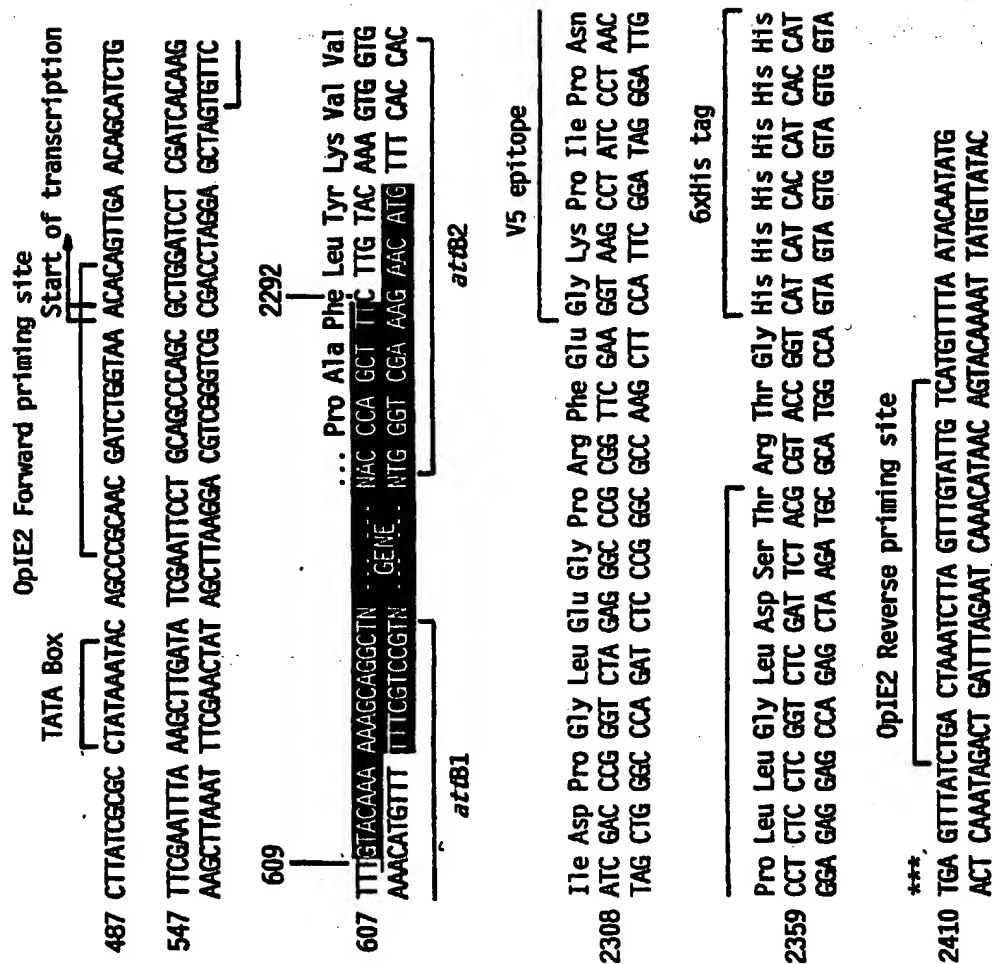 OpIE2 Forward priming site
TATA Box
Start of transcription
487 CTTATCGCGC CTATAAATAC AGCCCGCAAC GATCTGGTAA ACACAGTTGA ACAGCATCTG
547 TTCGAATTTA AAGCTTGATA TCGAATTCCT GCAGCCCAGC GCTGGATCCT CGATCACAAG
AAGCTTAAAT TTCGAACTAT AGCTTAAGGA CGTCGGGTCG CGACCTAGGA GCTAGTGTTC
609
2292
... Pro Ala Phe Leu Tyr Lys Val Val
607 TTTGTACAAA AAAGCAGGCTN ...... NAC CCA GCT TTC TTG TAC AAA GTG GTG
GENE
AAACATGTTT TTTCGTCCGTN ...... NTG GGT CGA AAG AAC ATG TTT CAC CAC
attB1
attB2
V5 epitope
Ile Asp Pro Gly Leu Glu Gly Pro Arg Phe Glu Gly Lys Pro Ile Pro Asn
2308 ATC GAC CCG GGT CTA GAG GGC CCG CGG TTC GAA GGT AAG CCT ATC CCT AAC
TAG CTG GGC CCA GAT CTC CCG GGC GCC AAG CTT CCA TTC GGA TAG GGA TTG
6xHis tag
Pro Leu Leu Gly Leu Asp Ser Thr Arg Thr Gly His His His His His His
2359 CCT CTC CTC GGT CTC GAT TCT ACG CGT ACC GGT CAT CAT CAC CAT CAC CAT
GGA GAG GAG CCA GAG CTA AGA TGC GCA TGG CCA GTA GTA GTG GTA GTG GTA
OpIE2 Reverse priming site
***
2410 TGA GTTTATCTGA CTAAATCTTA GTTTGTATTG TCATGTTTTA ATACAATATG
ACT CAAATAGACT GATTTAGAAT CAAACATAAC AGTACAAAAT TATGTTATAC